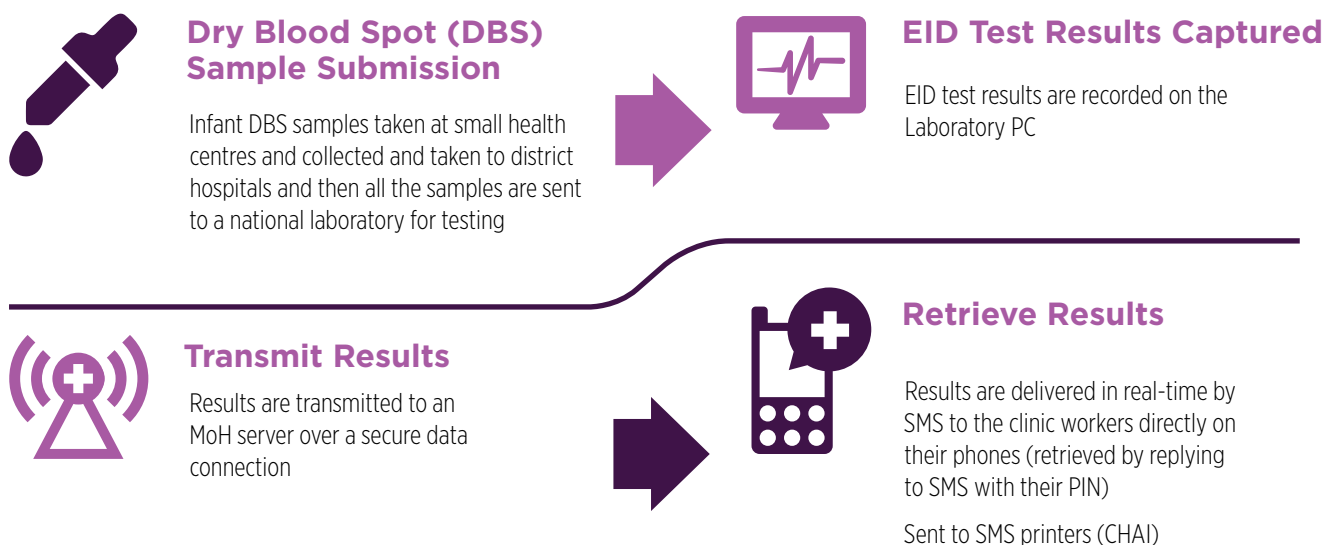 Dry Blood Spot (DBS)
Sample Submission
Infant DBS samples taken at small health
centres and collected and taken to district
hospitals and then all the samples are sent
to a national laboratory for testing
EID Test Results Captured
EID test results are recorded on the
Laboratory PC
Transmit Results
Results are transmitted to an
MoH server over a secure data
connection
Retrieve Results
Results are delivered in real-time by
SMS to the clinic workers directly on
their phones (retrieved by replying
to SMS with their PIN)
Sent to SMS printers (CHAI)